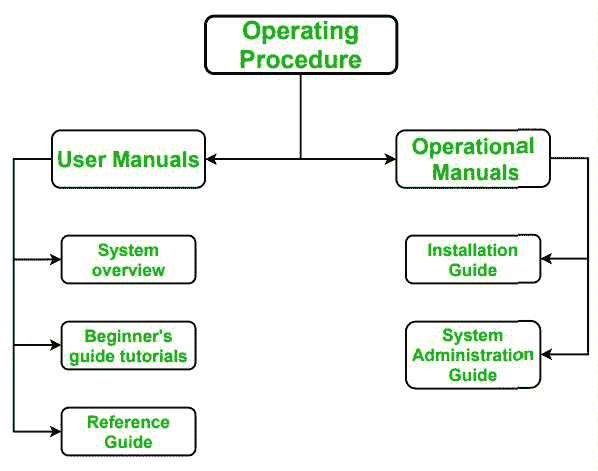 Operating
Procedure
User Manuals
Operational
Manuals
System
overview
Installation
Guide
Beginner's
guide tutorials
System
Administration
Guide
Reference
Guide